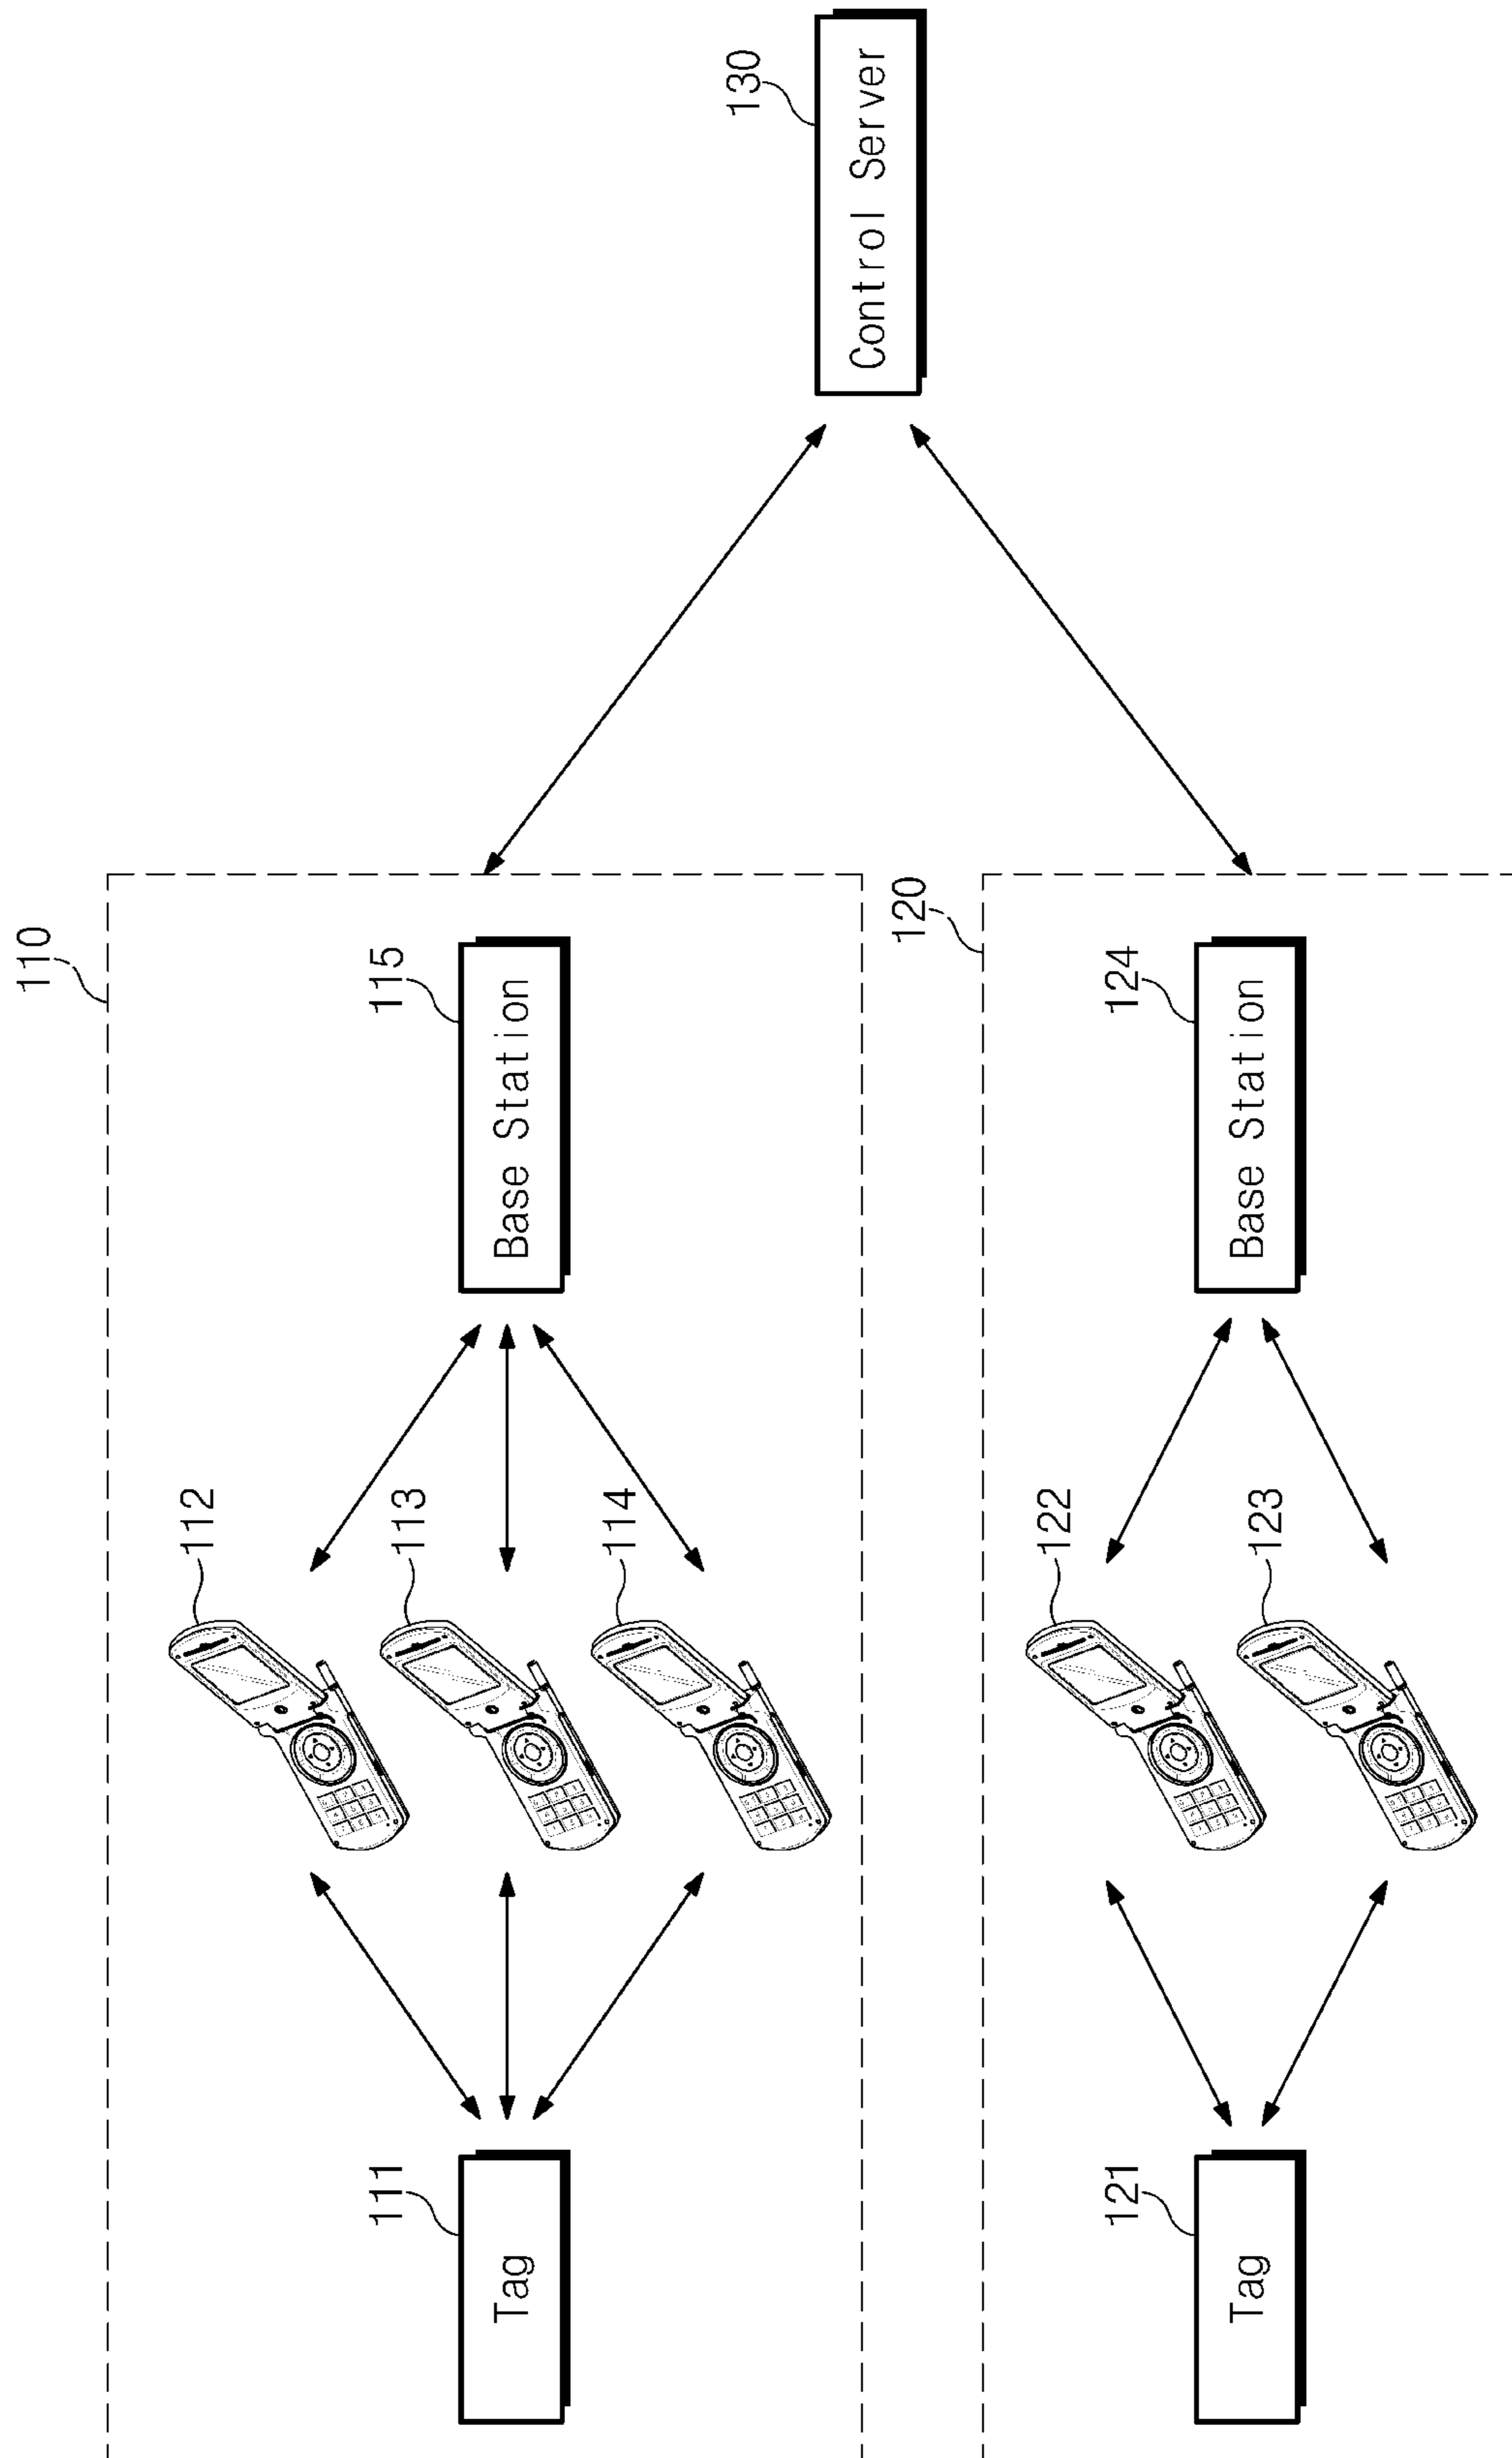 110
111
Tag
112
113
114
115
Base Station
120
121
Tag
122
123
124
Base Station
130
Control Server